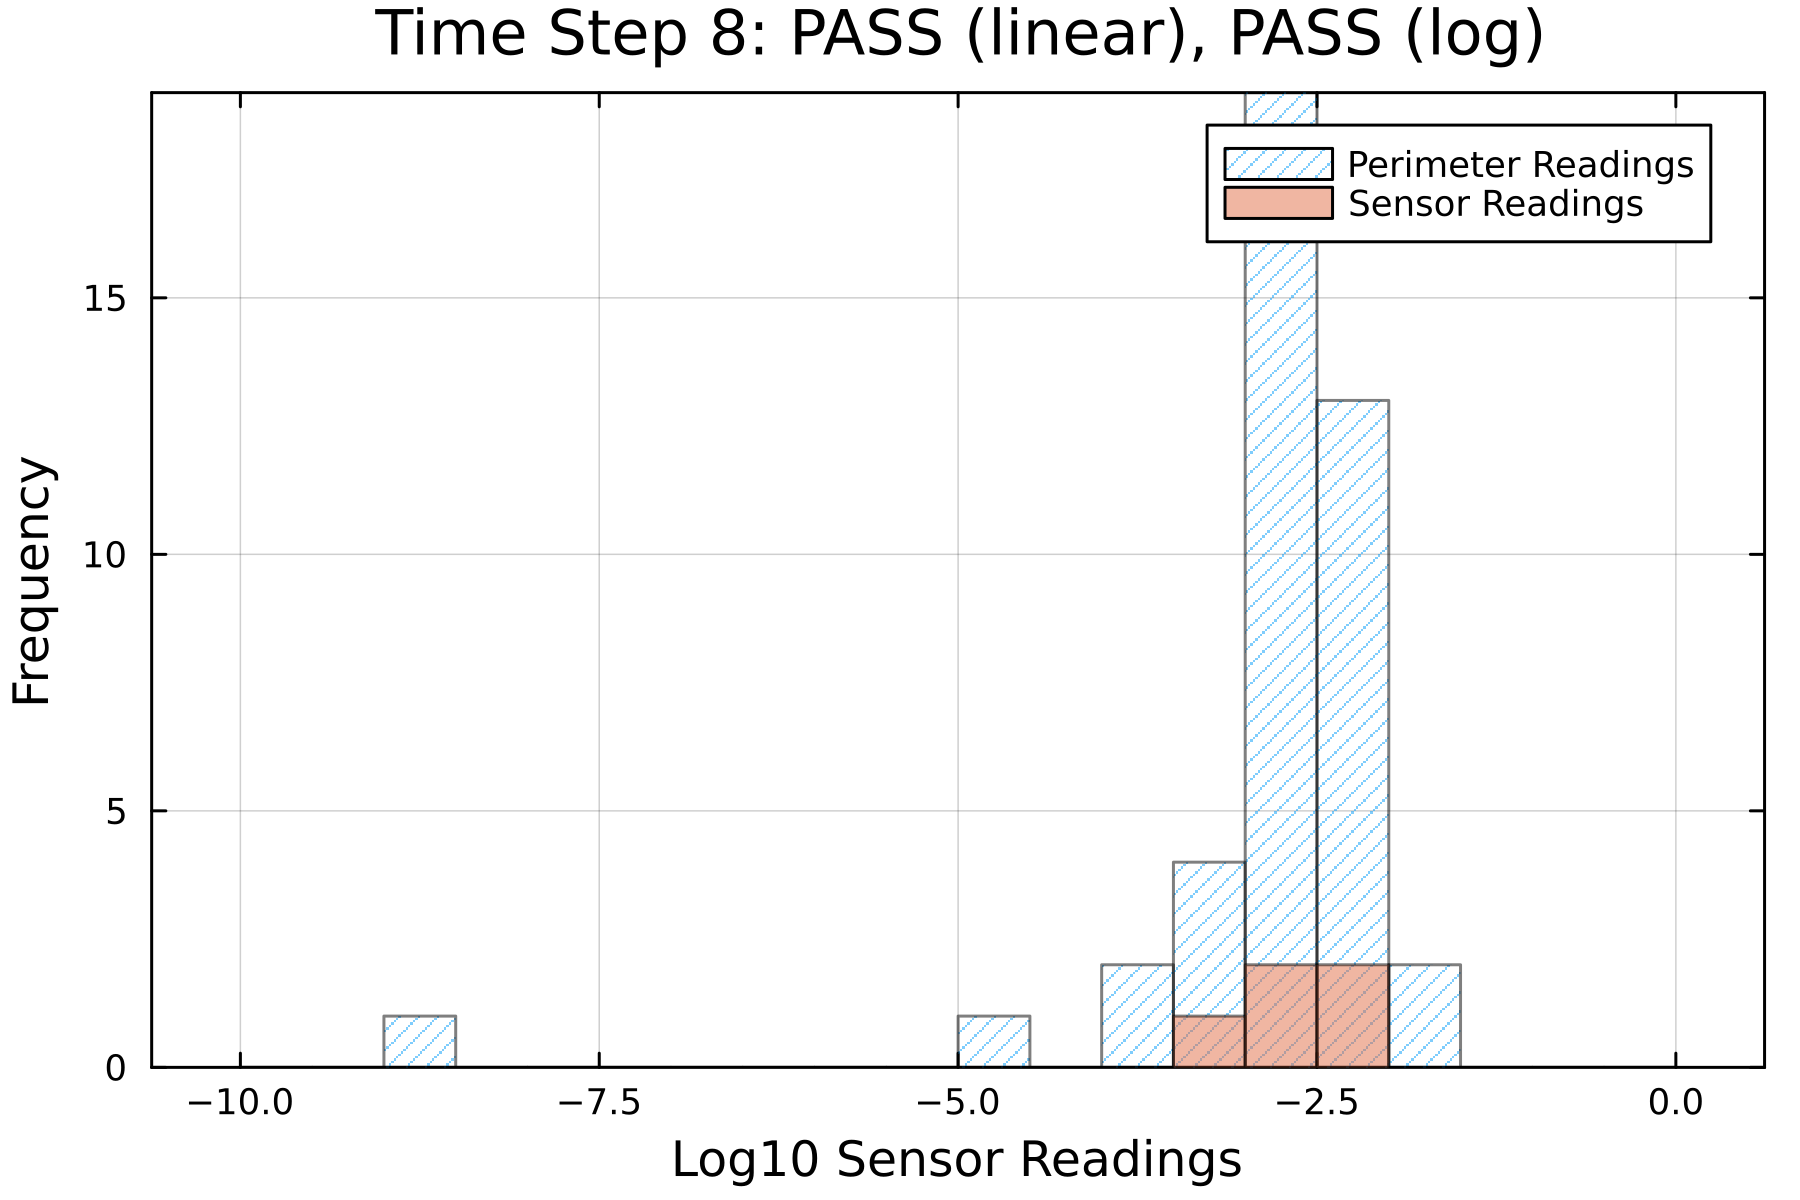 Time Step 8: PASS (linear), PASS (log)
Perimeter Readings
Sensor Readings
15
10
5
0
Frequency
−10.0 −7.5 −5.0 −2.5 0.0
Log10 Sensor Readings